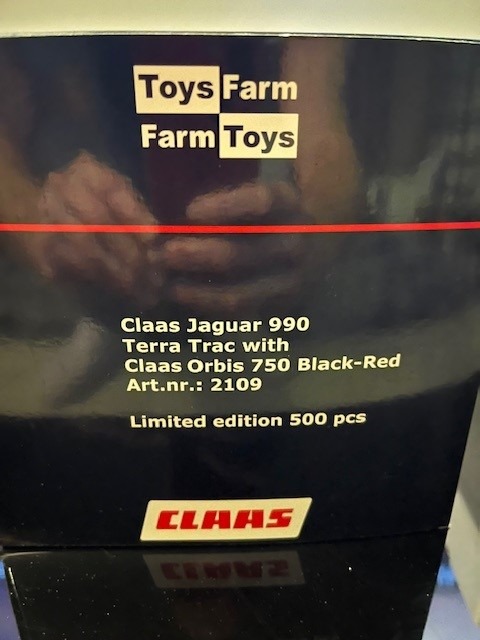 Toys Farm
Farm Toys
Claas Jaguar 990
Terra Trac with
Claas Orbis 750 Black-Red
Art.nr.: 2109
Limited edition 500 pcs
CLAAS